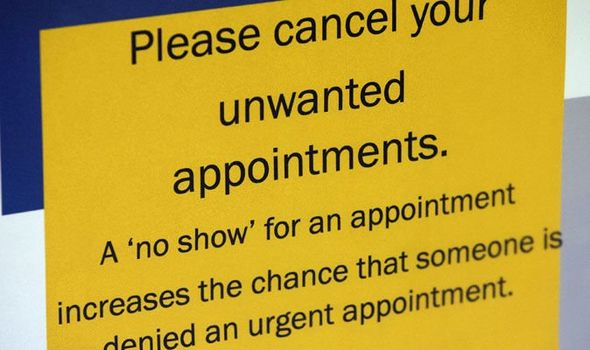 Please cancel your
unwanted
appointments.
A ‘no show’ for an appointment
increases the chance that someone is
denied an urgent appointment.